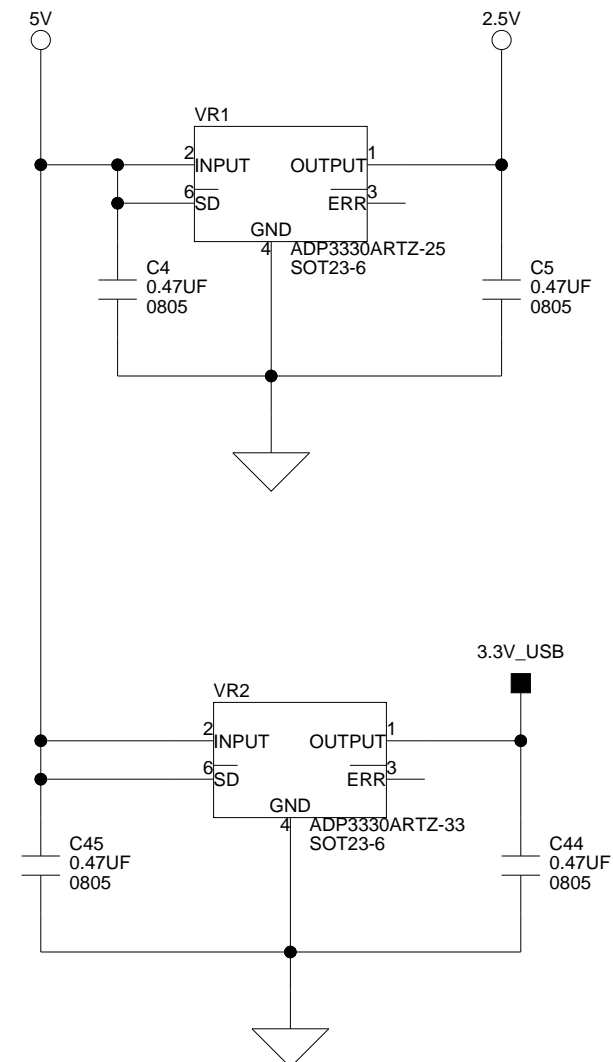 5V
2.5V
VR1
2
INPUT
OUTPUT
1
6
SD
ERR
3
GND
4
ADP3330ARTZ-25
SOT23-6
C4
0.47UF
0805
C5
0.47UF
0805
3.3V_USB
VR2
2
INPUT
OUTPUT
1
6
SD
ERR
3
GND
4
ADP3330ARTZ-33
SOT23-6
C45
0.47UF
0805
C44
0.47UF
0805